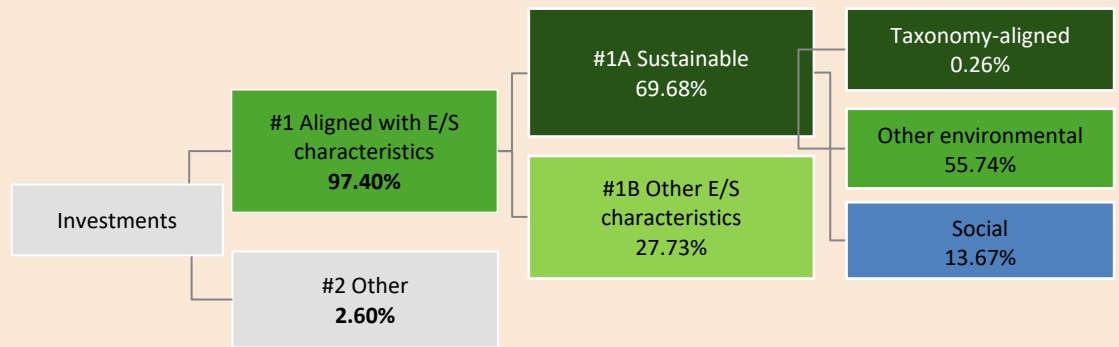 Investments
#1 Aligned with E/S
characteristics
97.40%
#2 Other
2.60%
#1A Sustainable
69.68%
#1B Other E/S
characteristics
27.73%
Taxonomy-aligned
0.26%
Other environmental
55.74%
Social
13.67%